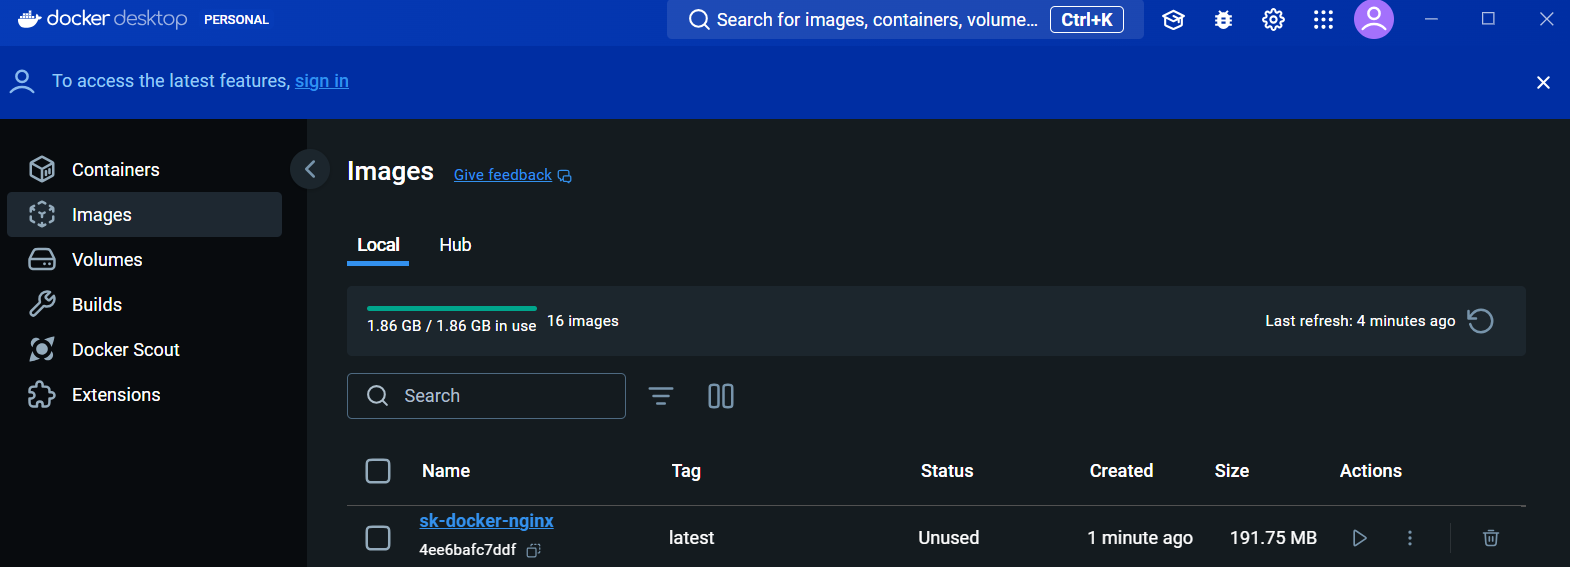 docker desktop PERSONAL
Search for images, containers, volume... Ctrl+K
To access the latest features, sign in
Containers
Images
Volumes
Builds
Docker Scout
Extensions
Images Give feedback
Local Hub
1.86 GB / 1.86 GB in use 16 images
Last refresh: 4 minutes ago
Search
Name Tag Status Created Size Actions
sk-docker-nginx
4ee6bafc7ddf latest Unused 1 minute ago 191.75 MB